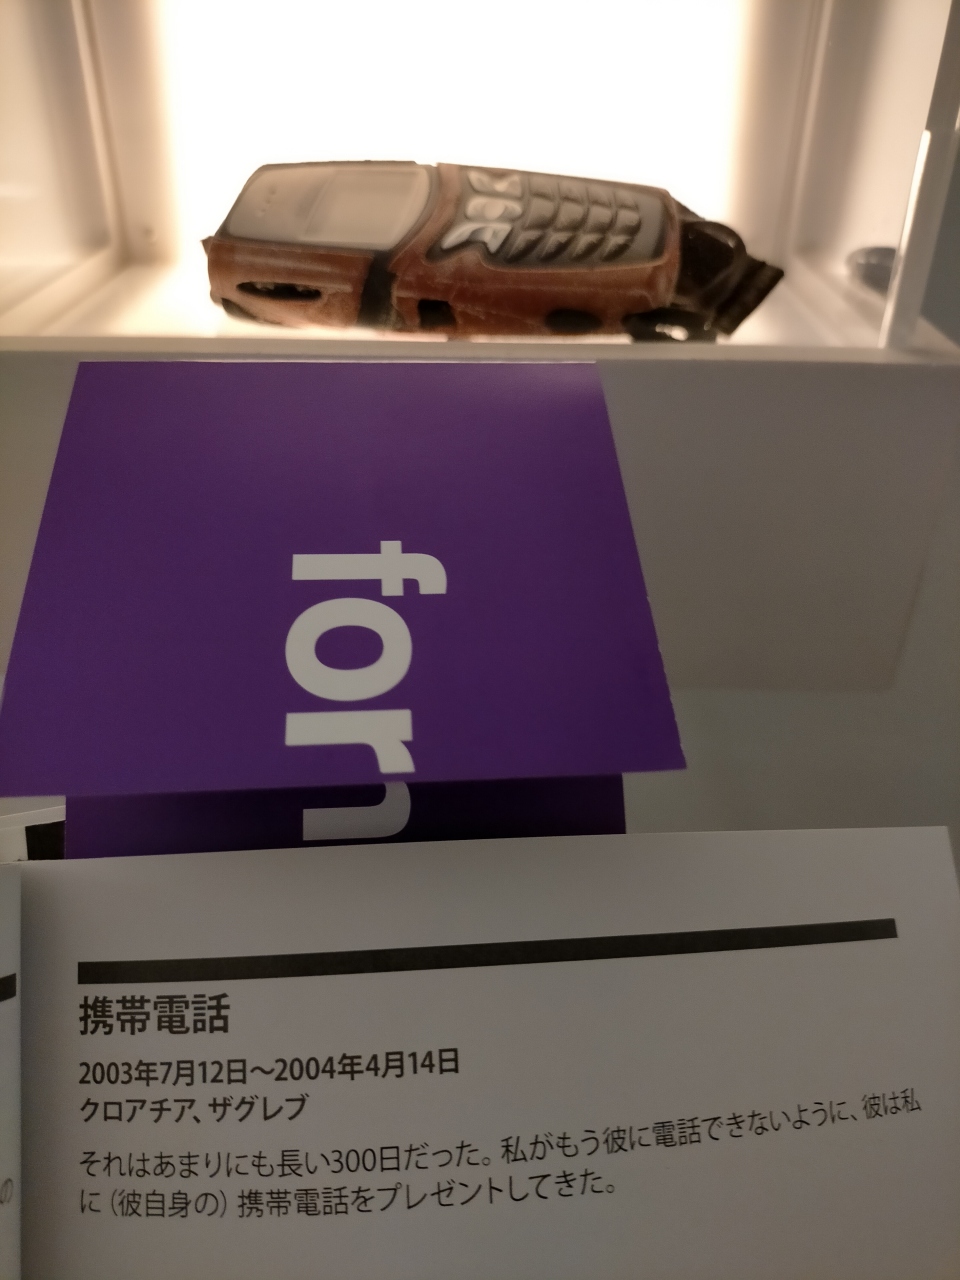 forn
携帯電話
2003年7月12日～2004年4月14日
クロアチア、ザグレブ
それはあまりにも長い300日だった。私がもう彼に電話できないように、彼は私
に（彼自身の）携帯電話をプレゼントしてきた。
の